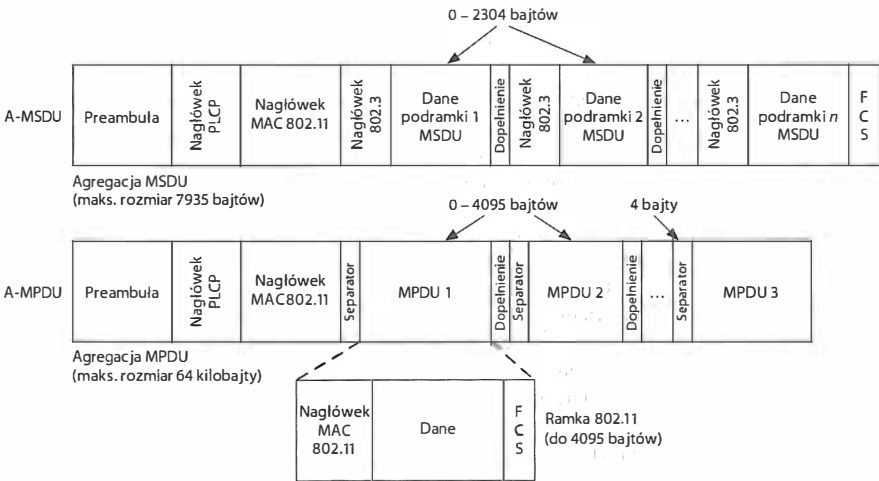 0 – 2304 bajtów
A-MSDU
Preambuła
Nagłówek
PLCP
Nagłówek
MAC 802.11
Nagłówek
802.3
Dane
podramki 1
MSDU
Dopełnienie
Nagłówek
802.3
Dane
podramki 2
MSDU
Dopełnienie
...
Nagłówek
802.3
Dane
podramki n
MSDU
F
C
S
Agregacja MSDU
(maks. rozmiar 7935 bajtów)
0 – 4095 bajtów
4 bajty
A-MPDU
Preambuła
Nagłówek
PLCP
Nagłówek
MAC802.11
Separator
MPDU 1
Dopełnienie
Separator
MPDU 2
Dopełnienie
...
Separator
MPDU 3
Agregacja MPDU
(maks. rozmiar 64 kilobajty)
Nagłówek
MAC
802.11
Dane
F
C
S
Ramka 802.11
(do 4095 bajtów)